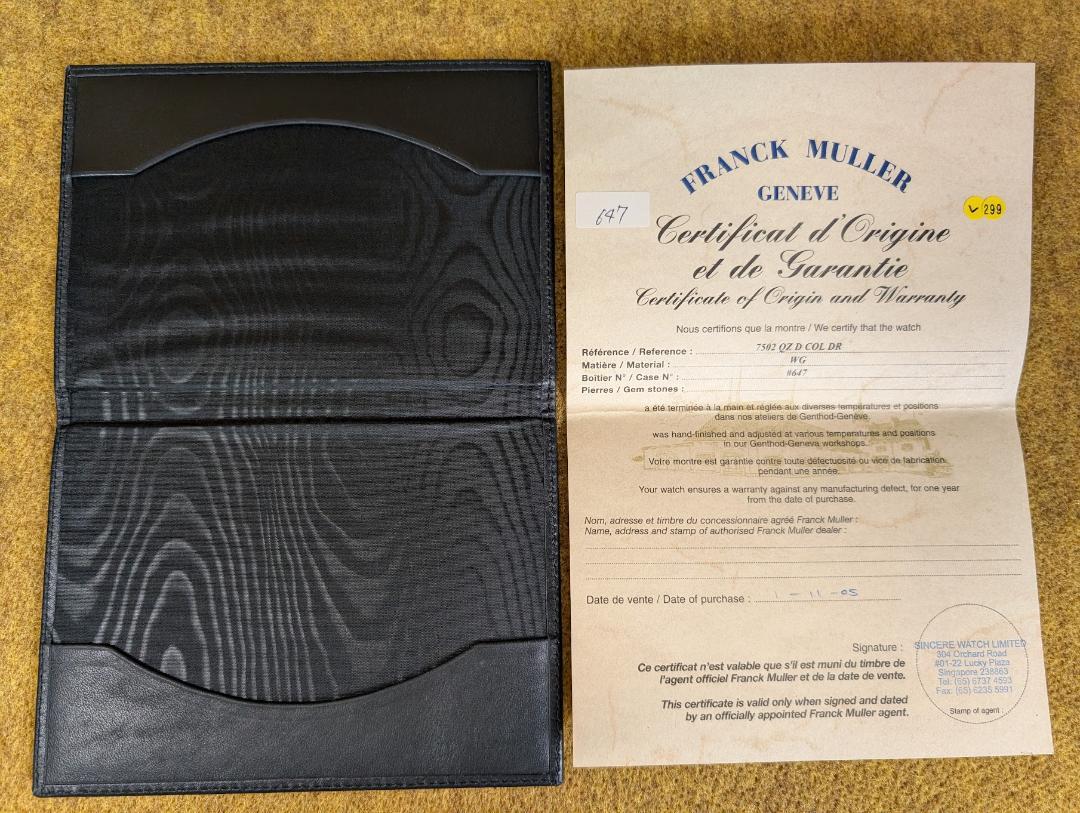 FRANCK MULLER
GENEVE
647
299
Certificat d'Origine
et de Garantie
Certificate of Origin and Warranty
Nous certifions que la montre / We certify that the watch
Référence / Reference : 7502 QZ D COL DR
Matière / Material : WG
Boîtier N° / Case N° : #647
Pierres / Gem stones :
a été terminée à la main et réglée aux diverses températures et positions
dans nos ateliers de Genthod-Genève.
was hand-finished and adjusted at various temperatures and positions
in our Genthod-Geneva workshops.
Votre montre est garantie contre toute défectuosité ou vice de fabrication
pendant une année.
Your watch ensures a warranty against any manufacturing defect, for one year
from the date of purchase.
Nom, adresse et timbre du concessionnaire agréé Franck Muller :
Name, address and stamp of authorised Franck Muller dealer :
Date de vente / Date of purchase : 1 - 11 - 05
Signature :
Ce certificat n'est valable que s'il est muni du timbre de
l'agent officiel Franck Muller et de la date de vente.
This certificate is valid only when signed and dated
by an officially appointed Franck Muller agent.
SINCERE WATCH LIMITED
304 Orchard Road
#01-22 Lucky Plaza
Singapore 238863
Tel: (65) 6737 4593
Fax: (65) 6235 5991
Stamp of agent :